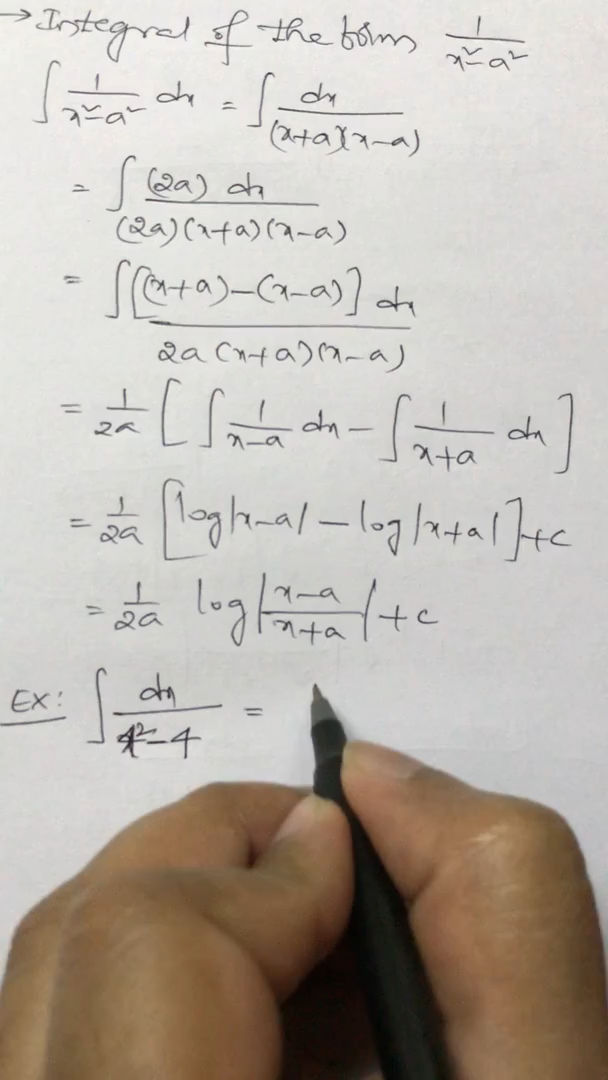 → Integral of the form 1/(x²-a²)
∫ 1/(x²-a²) dx = ∫ dx/((x+a)(x-a))
= ∫ (2a) dx/((2a)(x+a)(x-a))
= ∫ [(x+a)-(x-a)] dx/(2a(x+a)(x-a))
= 1/2a [∫ 1/(x-a) dx - ∫ 1/(x+a) dx]
= 1/2a [log|x-a| - log|x+a|]+c
= 1/2a log|(x-a)/(x+a)|+c
EX: ∫ dx/(x²-4) =